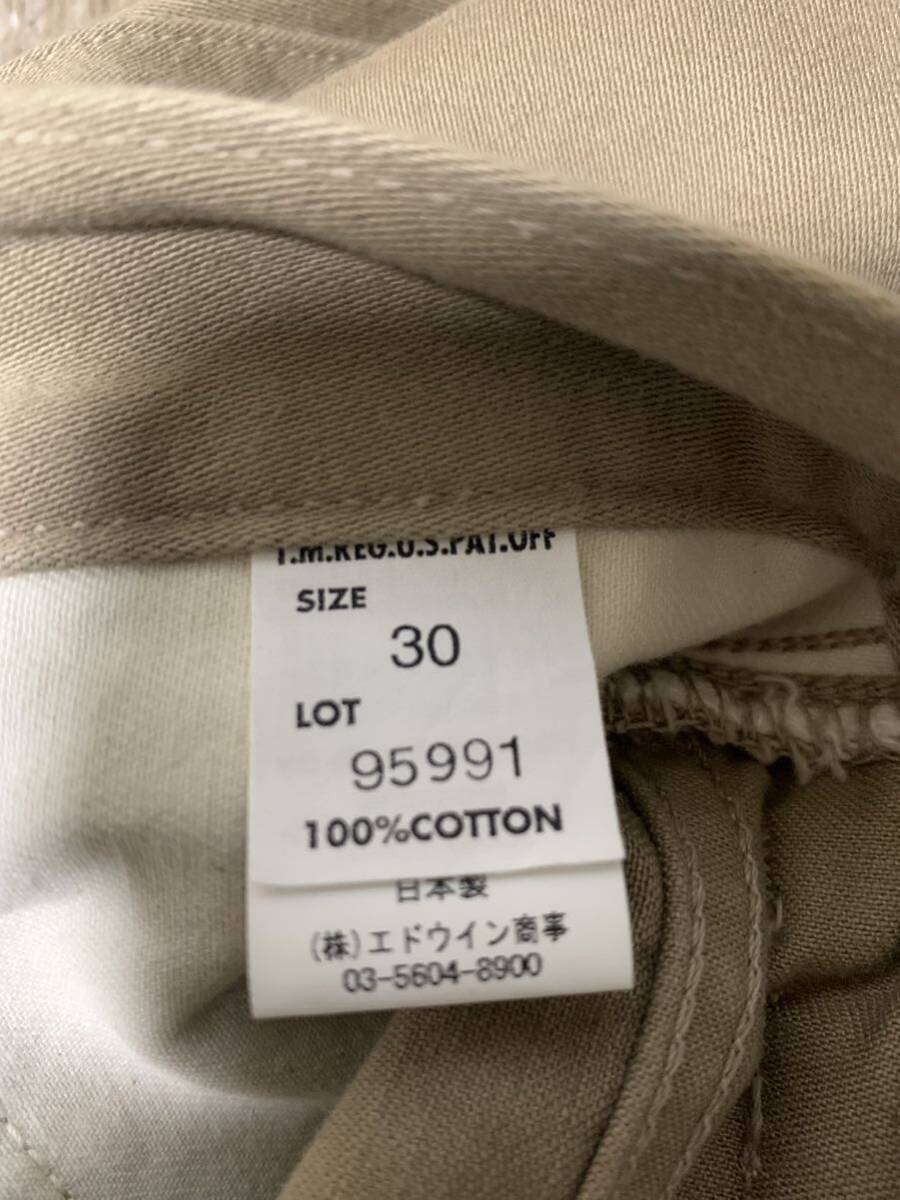 T.M.REG.U.S.PAT.OFF
SIZE
30
LOT
95991
100%COTTON
日本製
(株)エドウイン商事
03-5604-8900